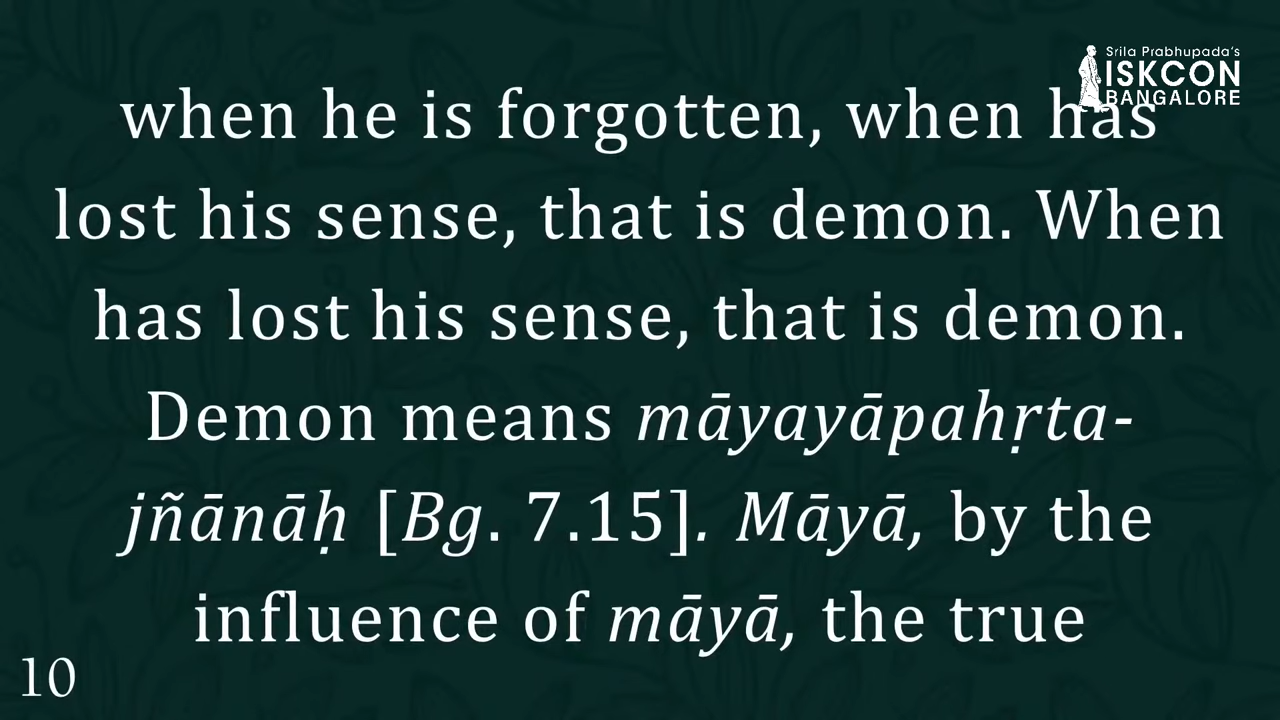 Srila Prabhupada's
ISKCON
BANGALORE
when he is forgotten, when has
lost his sense, that is demon. When
has lost his sense, that is demon.
Demon means māyayāpahṛta-
jñānāḥ [Bg. 7.15]. Māyā, by the
influence of māyā, the true
10